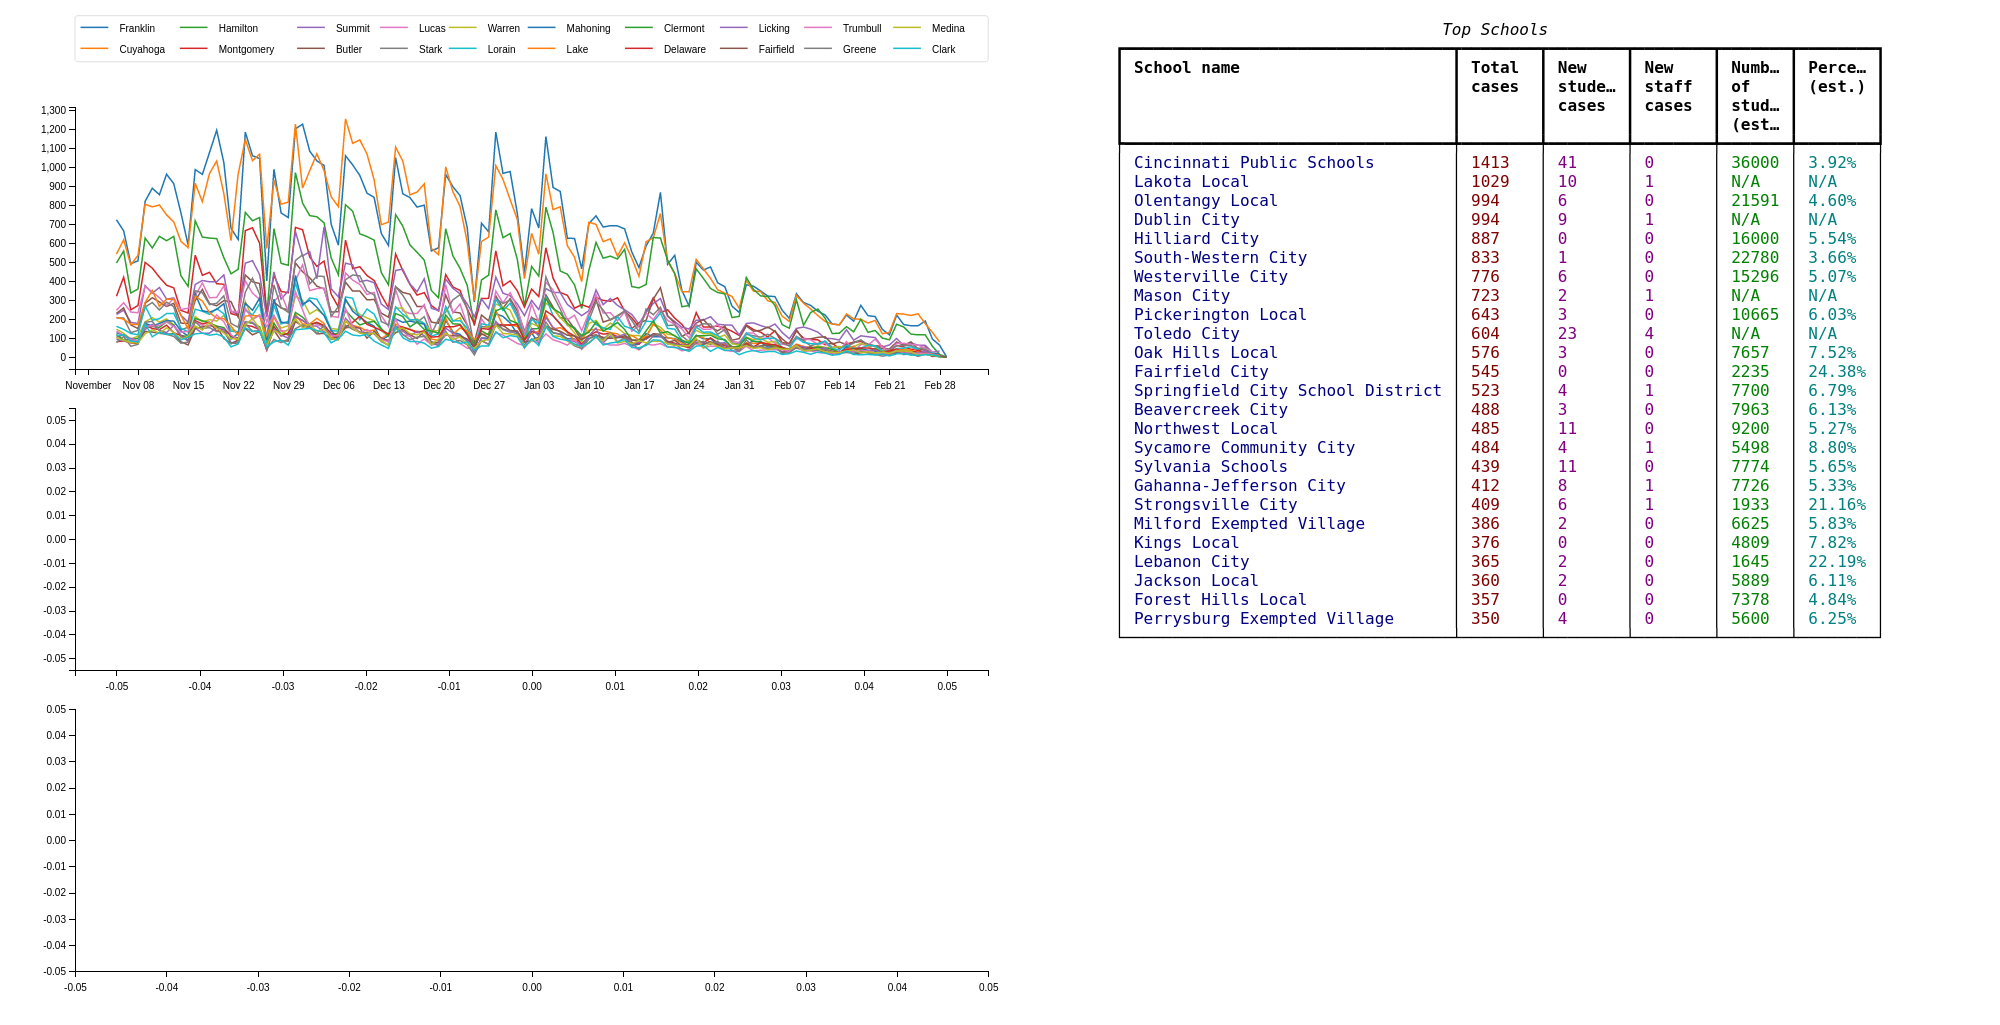 Franklin Hamilton Summit Lucas Warren Mahoning Clermont Licking Trumbull Medina
Cuyahoga Montgomery Butler Stark Lorain Lake Delaware Fairfield Greene Clark
1,300
1,200
1,100
1,000
900
800
700
600
500
400
300
200
100
0
November Nov 08 Nov 15 Nov 22 Nov 29 Dec 06 Dec 13 Dec 20 Dec 27 Jan 03 Jan 10 Jan 17 Jan 24 Jan 31 Feb 07 Feb 14 Feb 21 Feb 28
0.05
0.04
0.03
0.02
0.01
0.00
-0.01
-0.02
-0.03
-0.04
-0.05
-0.05 -0.04 -0.03 -0.02 -0.01 0.00 0.01 0.02 0.03 0.04 0.05
0.05
0.04
0.03
0.02
0.01
0.00
-0.01
-0.02
-0.03
-0.04
-0.05
-0.05 -0.04 -0.03 -0.02 -0.01 0.00 0.01 0.02 0.03 0.04 0.05
Top Schools
School name Total New New Numb… Perce…
cases stude… staff of (est.)
cases cases stud…
(est…
Cincinnati Public Schools 1413 41 0 36000 3.92%
Lakota Local 1029 10 1 N/A N/A
Olentangy Local 994 6 0 21591 4.60%
Dublin City 994 9 1 N/A N/A
Hilliard City 887 0 0 16000 5.54%
South-Western City 833 1 0 22780 3.66%
Westerville City 776 6 0 15296 5.07%
Mason City 723 2 1 N/A N/A
Pickerington Local 643 3 0 10665 6.03%
Toledo City 604 23 4 N/A N/A
Oak Hills Local 576 3 0 7657 7.52%
Fairfield City 545 0 0 2235 24.38%
Springfield City School District 523 4 1 7700 6.79%
Beavercreek City 488 3 0 7963 6.13%
Northwest Local 485 11 0 9200 5.27%
Sycamore Community City 484 4 1 5498 8.80%
Sylvania Schools 439 11 0 7774 5.65%
Gahanna-Jefferson City 412 8 1 7726 5.33%
Strongsville City 409 6 1 1933 21.16%
Milford Exempted Village 386 2 0 6625 5.83%
Kings Local 376 0 0 4809 7.82%
Lebanon City 365 2 0 1645 22.19%
Jackson Local 360 2 0 5889 6.11%
Forest Hills Local 357 0 0 7378 4.84%
Perrysburg Exempted Village 350 4 0 5600 6.25%